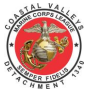 COASTAL VALLEYS
MARINE CORPS LEAGUE
SEMPER FIDELIS
DETACHMENT 1340